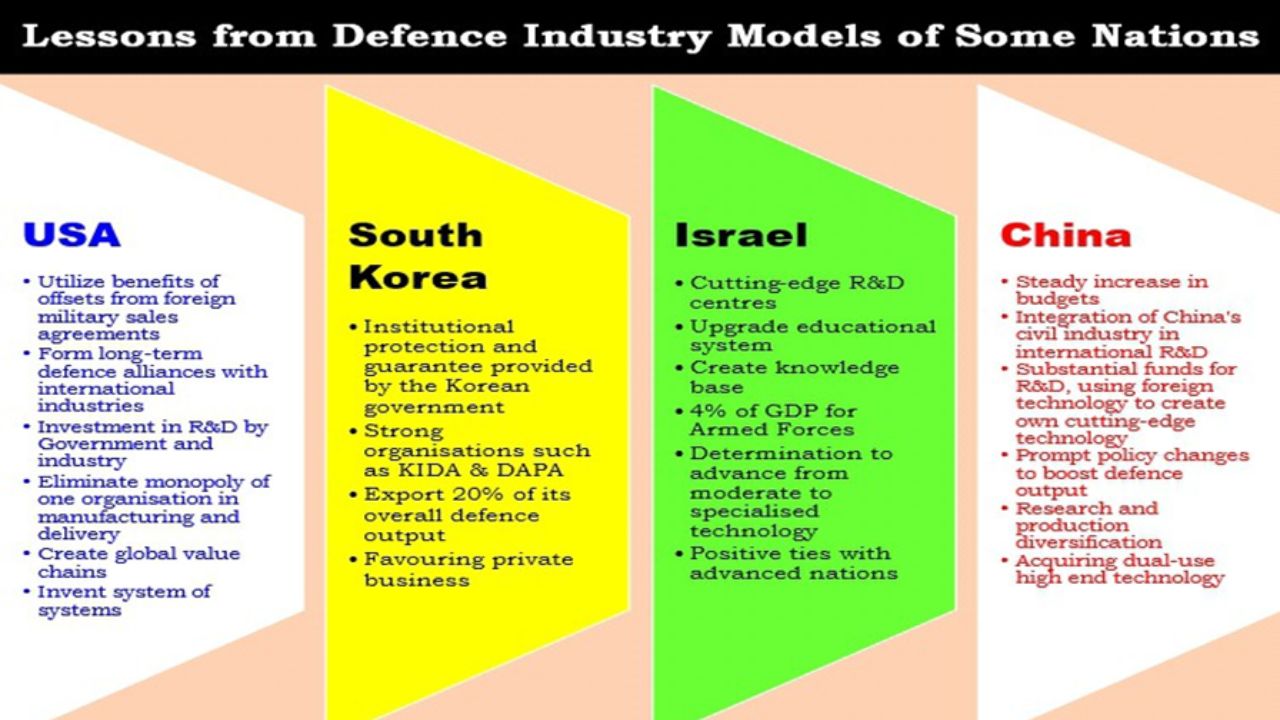 Lessons from Defence Industry Models of Some Nations
USA
• Utilize benefits of
offsets from foreign
military sales
agreements
• Form long-term
defence alliances with
international
industries
• Investment in R&D by
Government and
industry
• Eliminate monopoly of
one organisation in
manufacturing and
delivery
• Create global value
chains
• Invent system of
systems
South
Korea
• Institutional
protection and
guarantee provided
by the Korean
government
• Strong
organisations such
as KIDA & DAPA
• Export 20% of its
overall defence
output
• Favouring private
business
Israel
• Cutting-edge R&D
centres
• Upgrade educational
system
• Create knowledge
base
• 4% of GDP for
Armed Forces
• Determination to
advance from
moderate to
specialised
technology
• Positive ties with
advanced nations
China
• Steady increase in
budgets
• Integration of China's
civil industry in
international R&D
• Substantial funds for
R&D, using foreign
technology to create
own cutting-edge
technology
• Prompt policy changes
to boost defence
output
• Research and
production
diversification
• Acquiring dual-use
high end technology